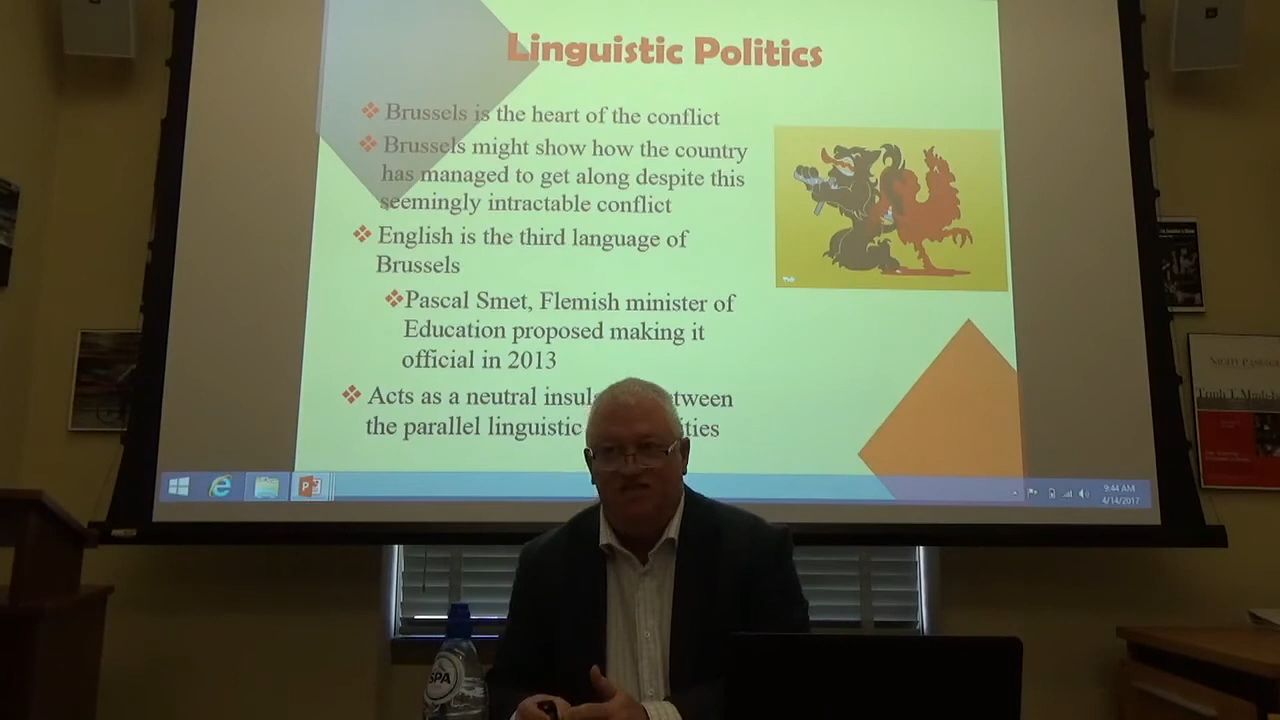 Linguistic Politics
Brussels is the heart of the conflict
Brussels might show how the country
has managed to get along despite this
seemingly intractable conflict
English is the third language of
Brussels
Pascal Smet, Flemish minister of
Education proposed making it
official in 2013
Acts as a neutral
between
the parallel linguistic
9:44 AM
4/14/2017
SPA